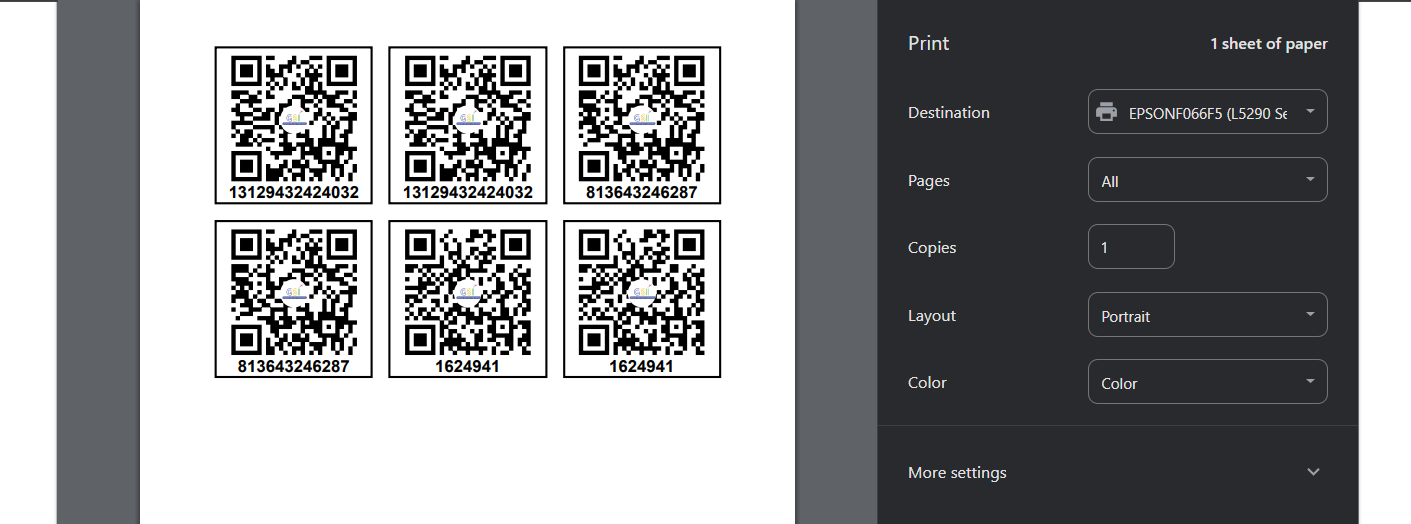 13129432424032 13129432424032 813643246287
813643246287 1624941 1624941
Print 1 sheet of paper
Destination EPSONF066F5 (L5290 Se
Pages All
Copies 1
Layout Portrait
Color Color
More settings